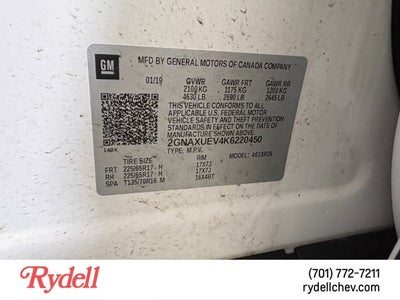 GM
MFD BY GENERAL MOTORS OF CANADA COMPANY
01/19 GVWR GAWR FRT GAWR RR
2100 KG 1175 KG 1200 KG
4630 LB 2590 LB 2645 LB
THIS VEHICLE CONFORMS TO ALL
APPLICABLE U.S. FEDERAL MOTOR
VEHICLE SAFETY AND THEFT PREVENTION
STANDARDS IN EFFECT ON THE DATE OF
MANUFACTURE SHOWN ABOVE.
2GNAXUEV4K6220450
TYPE: M.P.V.
MODEL: 4X1XR26
TIRE SIZE RIM
FRT 225/65R17- H 17X7J
RR 225/65R17- H 17X7J
SPA T135/70R16 M 16X4BT
Rydell
(701) 772-7211
rydellchev.com